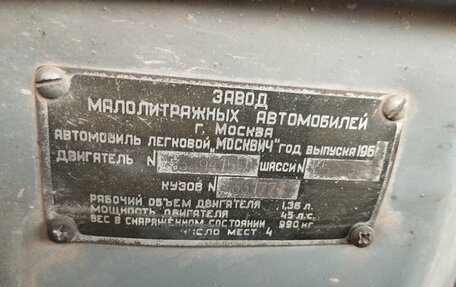 ЗАВОД
МАЛОЛИТРАЖНЫХ АВТОМОБИЛЕЙ
Г. МОСКВА
АВТОМОБИЛЬ ЛЕГКОВОЙ „МОСКВИЧ" ГОД ВЫПУСКА 196
ДВИГАТЕЛЬ N ШАССИ N
КУЗОВ N
РАБОЧИЙ ОБЪЕМ ДВИГАТЕЛЯ 1,36 Л.
МОЩНОСТЬ ДВИГАТЕЛЯ 45 Л.С.
ВЕС В СНАРЯЖЕННОМ СОСТОЯНИИ 990 КГ
ЧИСЛО МЕСТ 4